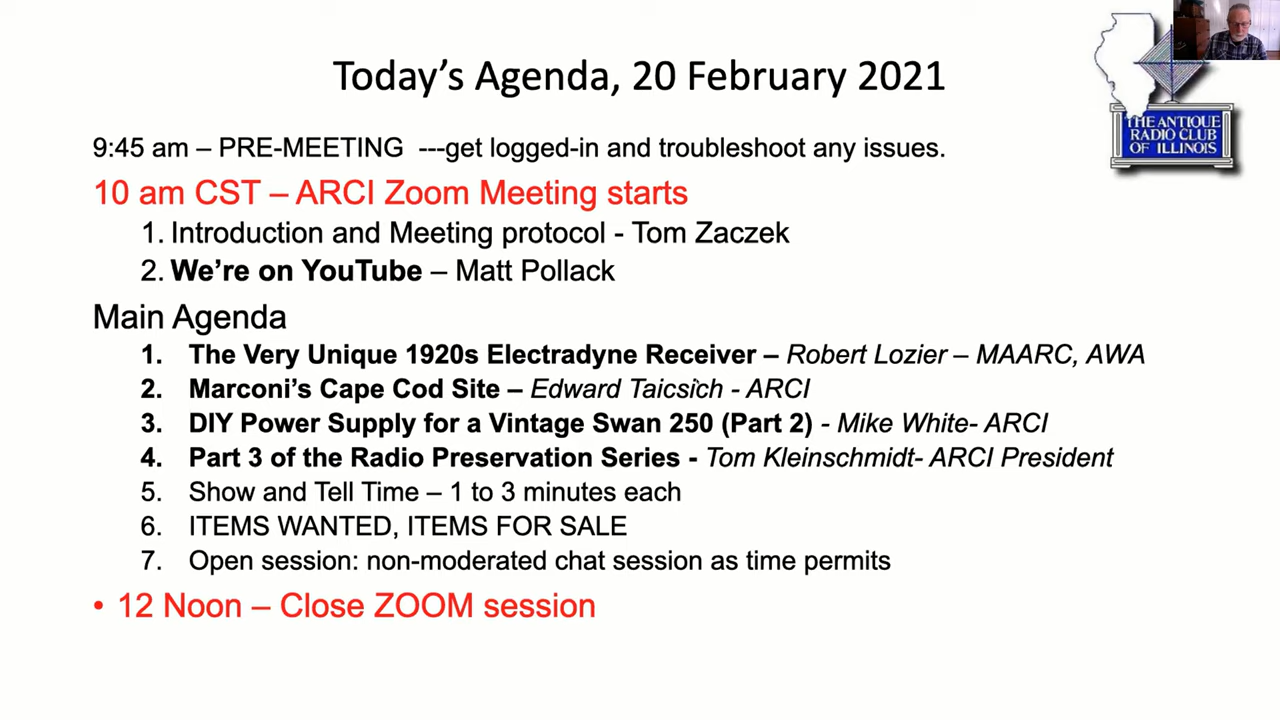 Today's Agenda, 20 February 2021
THE ANTIQUE
RADIO CLUB
OF ILLINOIS
9:45 am – PRE-MEETING ---get logged-in and troubleshoot any issues.
10 am CST – ARCI Zoom Meeting starts
1. Introduction and Meeting protocol - Tom Zaczek
2. We're on YouTube – Matt Pollack
Main Agenda
1. The Very Unique 1920s Electradyne Receiver – Robert Lozier – MAARC, AWA
2. Marconi's Cape Cod Site – Edward Taicsich - ARCI
3. DIY Power Supply for a Vintage Swan 250 (Part 2) - Mike White- ARCI
4. Part 3 of the Radio Preservation Series - Tom Kleinschmidt- ARCI President
5. Show and Tell Time – 1 to 3 minutes each
6. ITEMS WANTED, ITEMS FOR SALE
7. Open session: non-moderated chat session as time permits
• 12 Noon – Close ZOOM session